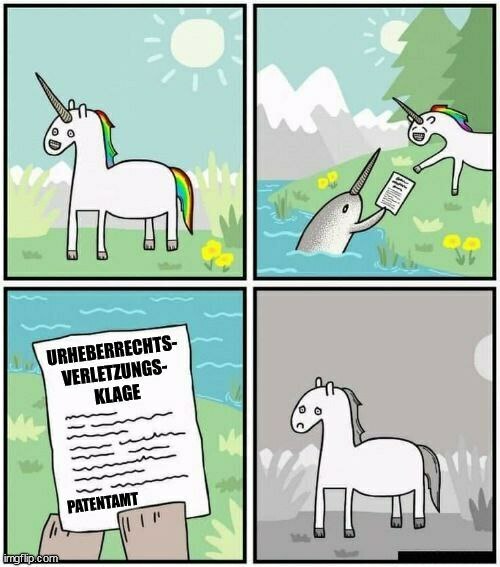 URHEBERRECHTS-
VERLETZUNGS-
KLAGE
PATENTAMT
imgflip.com